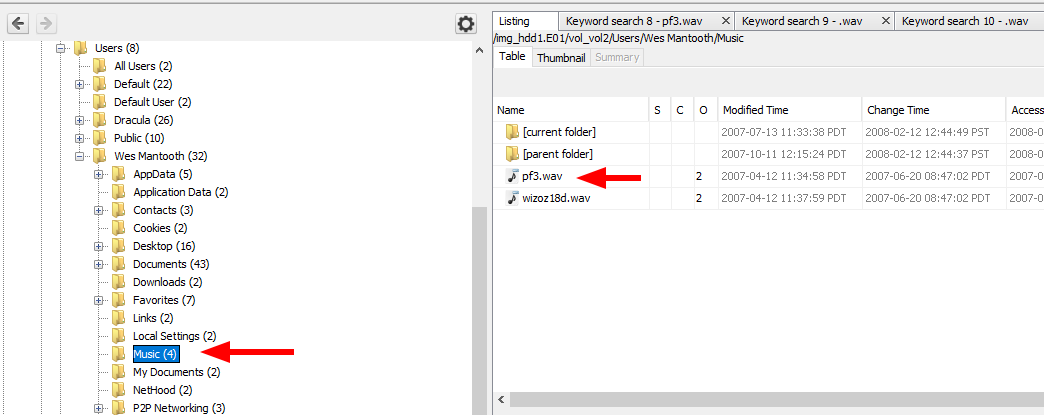 Users (8)
All Users (2)
Default (22)
Default User (2)
Dracula (26)
Public (10)
Wes Mantooth (32)
AppData (5)
Application Data (2)
Contacts (3)
Cookies (2)
Desktop (16)
Documents (43)
Downloads (2)
Favorites (7)
Links (2)
Local Settings (2)
Music (4)
My Documents (2)
NetHood (2)
P2P Networking (3)
Listing Keyword search 8 - pf3.wav Keyword search 9 - .wav Keyword search 10 - .wav
/img_hdd1.E01/vol_vol2/Users/Wes Mantooth/Music
Table Thumbnail Summary
Name S C O Modified Time Change Time Access
[current folder] 2007-07-13 11:33:38 PDT 2008-02-12 12:44:49 PST 2008-0
[parent folder] 2007-10-11 12:15:24 PDT 2008-02-12 12:44:37 PST 2008-0
pf3.wav 2 2007-04-12 11:34:58 PDT 2007-06-20 08:47:02 PDT 2007-0
wizoz18d.wav 2 2007-04-12 11:37:59 PDT 2007-06-20 08:47:02 PDT 2007-0